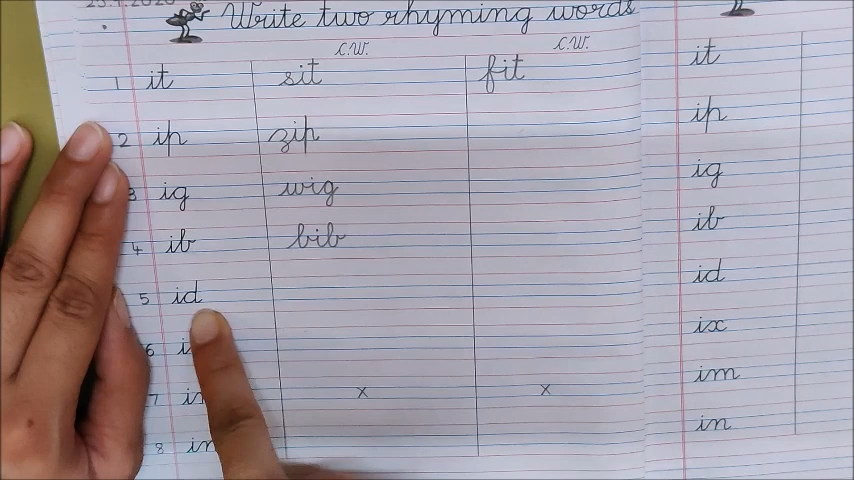 Write two rhyming words
c.w. c.w.
1 it sit fit
2 ip zip
3 ig wig
4 ib bib
5 id
6
7 x x
8 in
it
ip
ig
ib
id
ix
im
in